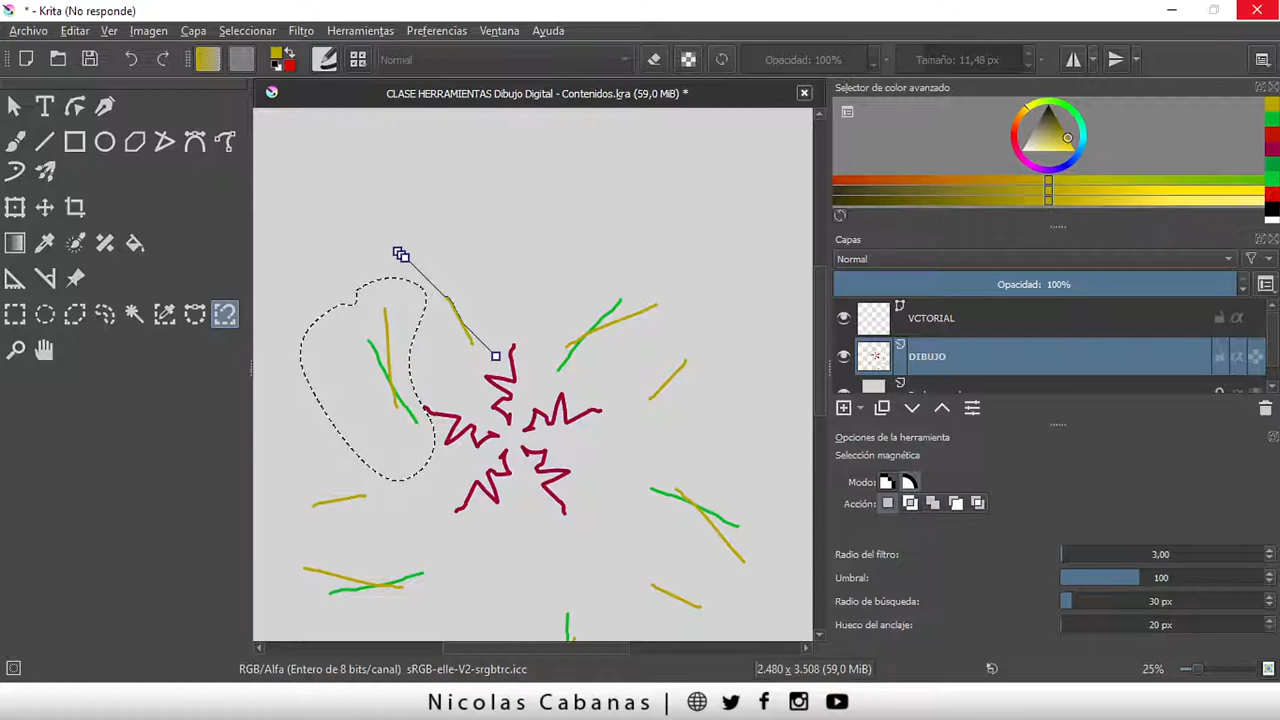 * - Krita (No responde)
Archivo Editar Ver Imagen Capa Seleccionar Filtro Herramientas Preferencias Ventana Ayuda
Normal
Opacidad: 100%
Tamaño: 11,48 px
CLASE HERRAMIENTAS Dibujo Digital - Contenidos.kra (59,0 MiB) *
Selector de color avanzado
Capas
Normal
Opacidad: 100%
VCTORIAL
DIBUJO
Opciones de la herramienta
Selección magnética
Modo:
Acción:
Radio del filtro: 3,00
Umbral: 100
Radio de búsqueda: 30 px
Hueco del anclaje: 20 px
RGB/Alfa (Entero de 8 bits/canal) sRGB-elle-V2-srgbtrc.icc
2.480 x 3.508 (59,0 MiB)
25%
Nicolas Cabanas |